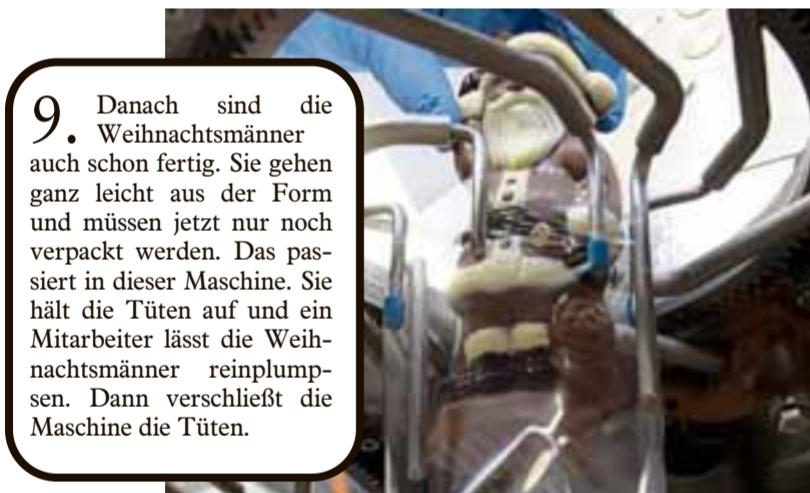 9. Danach sind die
Weihnachtsmänner
auch schon fertig. Sie gehen
ganz leicht aus der Form
und müssen jetzt nur noch
verpackt werden. Das pas-
siert in dieser Maschine. Sie
hält die Tüten auf und ein
Mitarbeiter lässt die Weih-
nachtsmänner reinplump-
sen. Dann verschließt die
Maschine die Tüten.